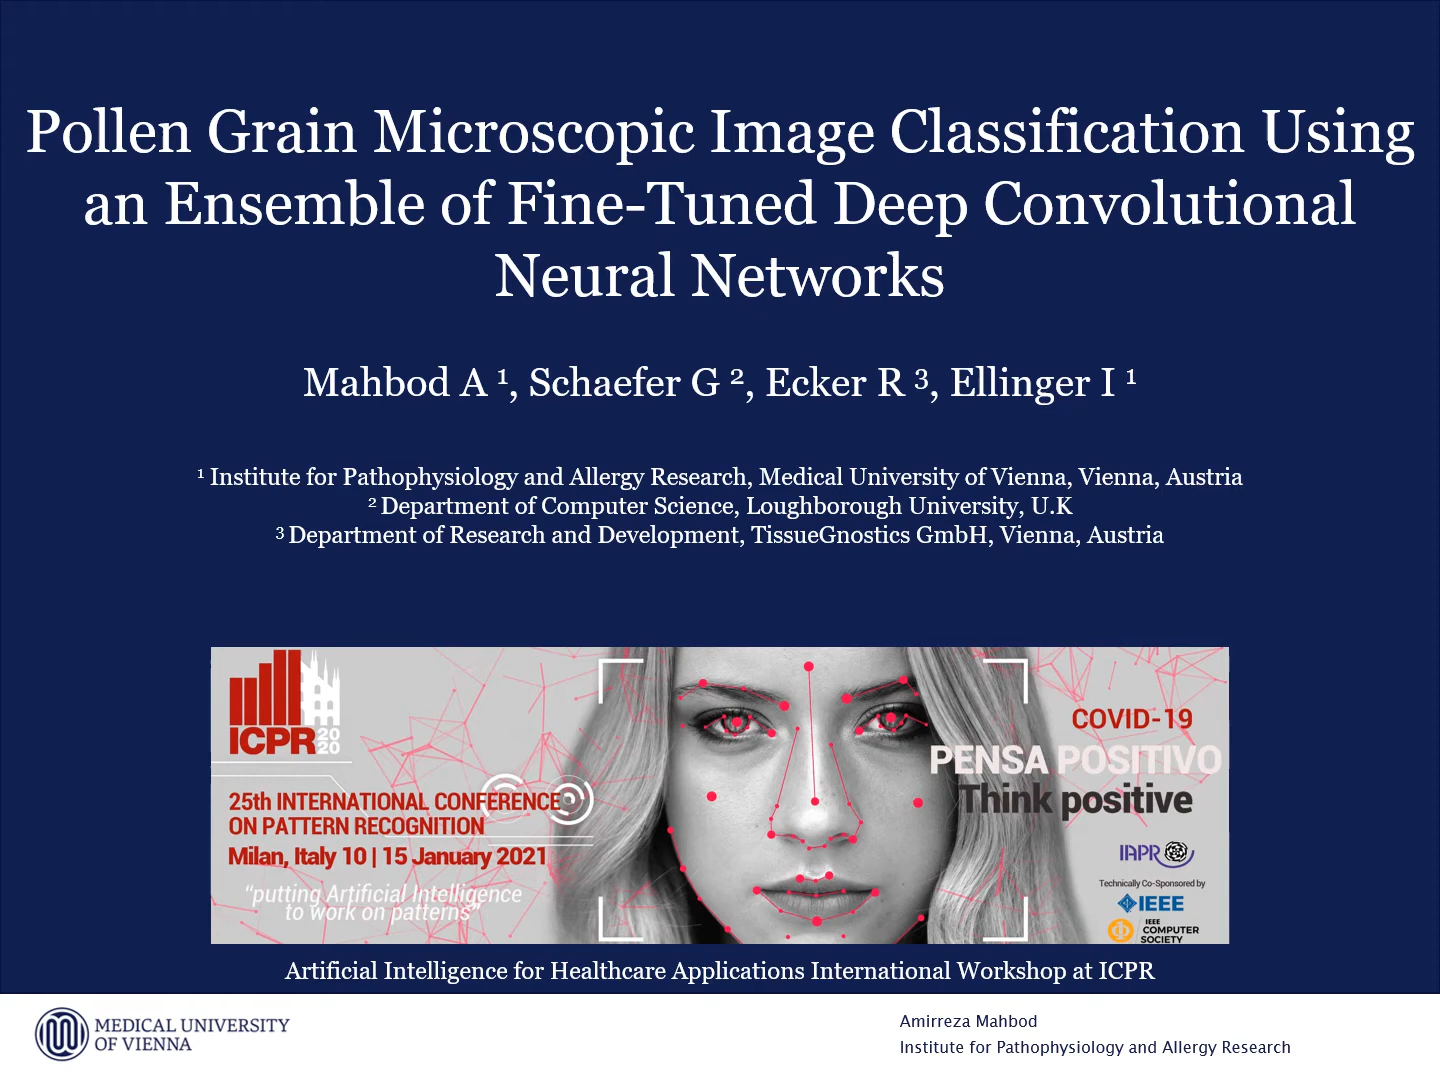 Pollen Grain Microscopic Image Classification Using
an Ensemble of Fine-Tuned Deep Convolutional
Neural Networks
Mahbod A ¹, Schaefer G ², Ecker R ³, Ellinger I ¹
¹ Institute for Pathophysiology and Allergy Research, Medical University of Vienna, Vienna, Austria
² Department of Computer Science, Loughborough University, U.K
³ Department of Research and Development, TissueGnostics GmbH, Vienna, Austria
ICPR 2020
25th INTERNATIONAL CONFERENCE
ON PATTERN RECOGNITION
Milan, Italy 10 | 15 January 2021
"putting Artificial Intelligence
to work on patterns"
COVID-19
PENSA POSITIVO
Think positive
IAPR
Technically Co-Sponsored by
IEEE
IEEE
COMPUTER
SOCIETY
Artificial Intelligence for Healthcare Applications International Workshop at ICPR
MEDICAL UNIVERSITY
OF VIENNA
Amirreza Mahbod
Institute for Pathophysiology and Allergy Research